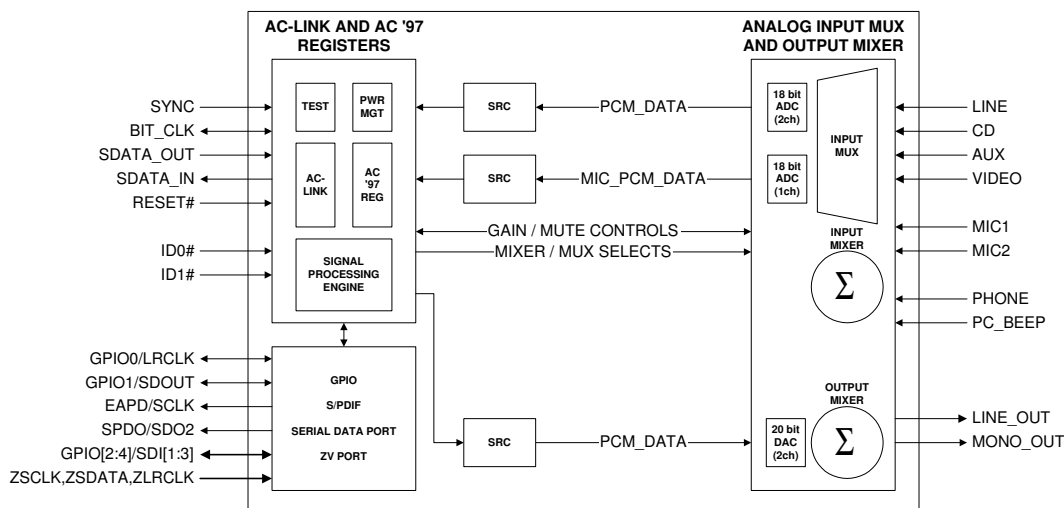 AC-LINK AND AC '97
REGISTERS
ANALOG INPUT MUX
AND OUTPUT MIXER
SYNC
BIT_CLK
SDATA_OUT
SDATA_IN
RESET#
ID0#
ID1#
GPIO0/LRCLK
GPIO1/SDOUT
EAPD/SCLK
SPDO/SDO2
GPIO[2:4]/SDI[1:3]
ZSCLK,ZSDATA,ZLRCLK
TEST
PWR
MGT
AC-
LINK
AC
'97
REG
SIGNAL
PROCESSING
ENGINE
GPIO
S/PDIF
SERIAL DATA PORT
ZV PORT
SRC
PCM_DATA
SRC
MIC_PCM_DATA
GAIN / MUTE CONTROLS
MIXER / MUX SELECTS
SRC
PCM_DATA
18 bit
ADC
(2ch)
18 bit
ADC
(1ch)
INPUT
MUX
INPUT
MIXER
Σ
OUTPUT
MIXER
20 bit
DAC
(2ch)
Σ
LINE
CD
AUX
VIDEO
MIC1
MIC2
PHONE
PC_BEEP
LINE_OUT
MONO_OUT